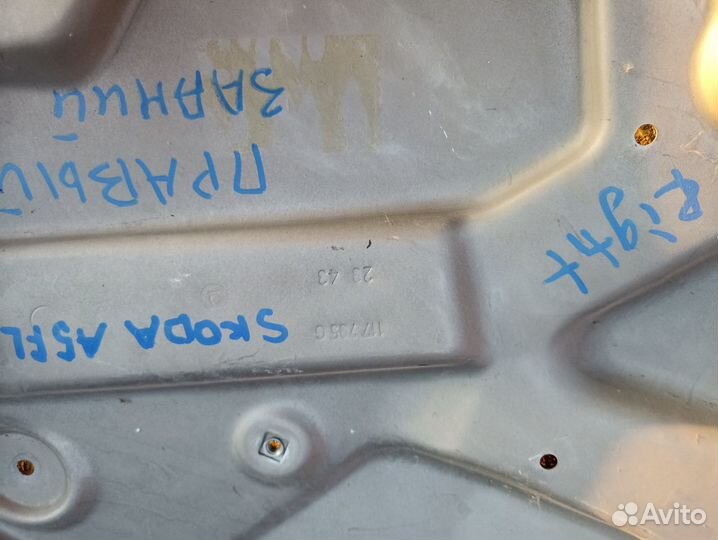 ЗАДНИЙ
ПРАВЫЙ
Right
23 43
SKODA A5FL
Avito